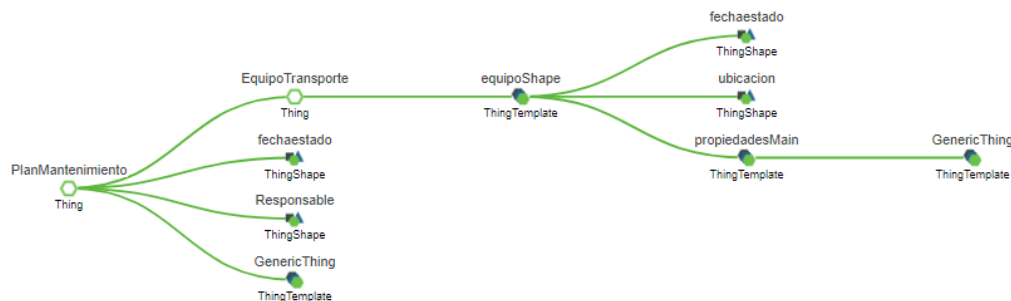 fechaestado
ThingShape
EquipoTransporte
Thing
equipoShape
ThingTemplate
ubicacion
ThingShape
fechaestado
ThingShape
propiedadesMain
ThingTemplate
GenericThing
ThingTemplate
PlanMantenimiento
Thing
Responsable
ThingShape
GenericThing
ThingTemplate